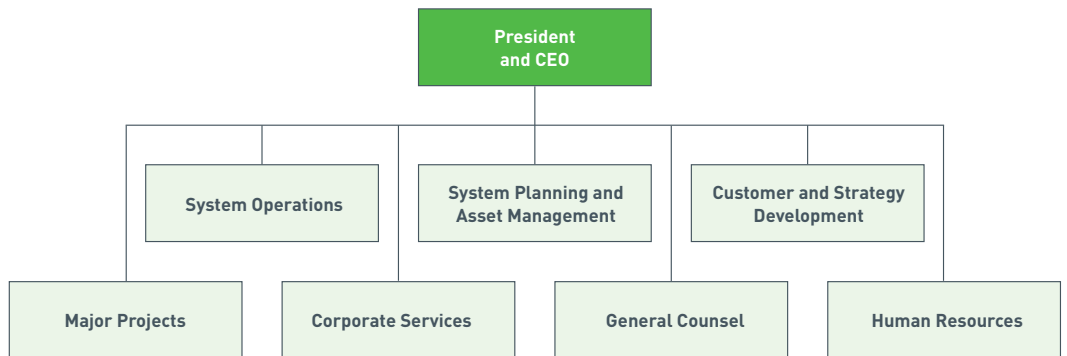 President
and CEO
System Operations
System Planning and
Asset Management
Customer and Strategy
Development
Major Projects
Corporate Services
General Counsel
Human Resources